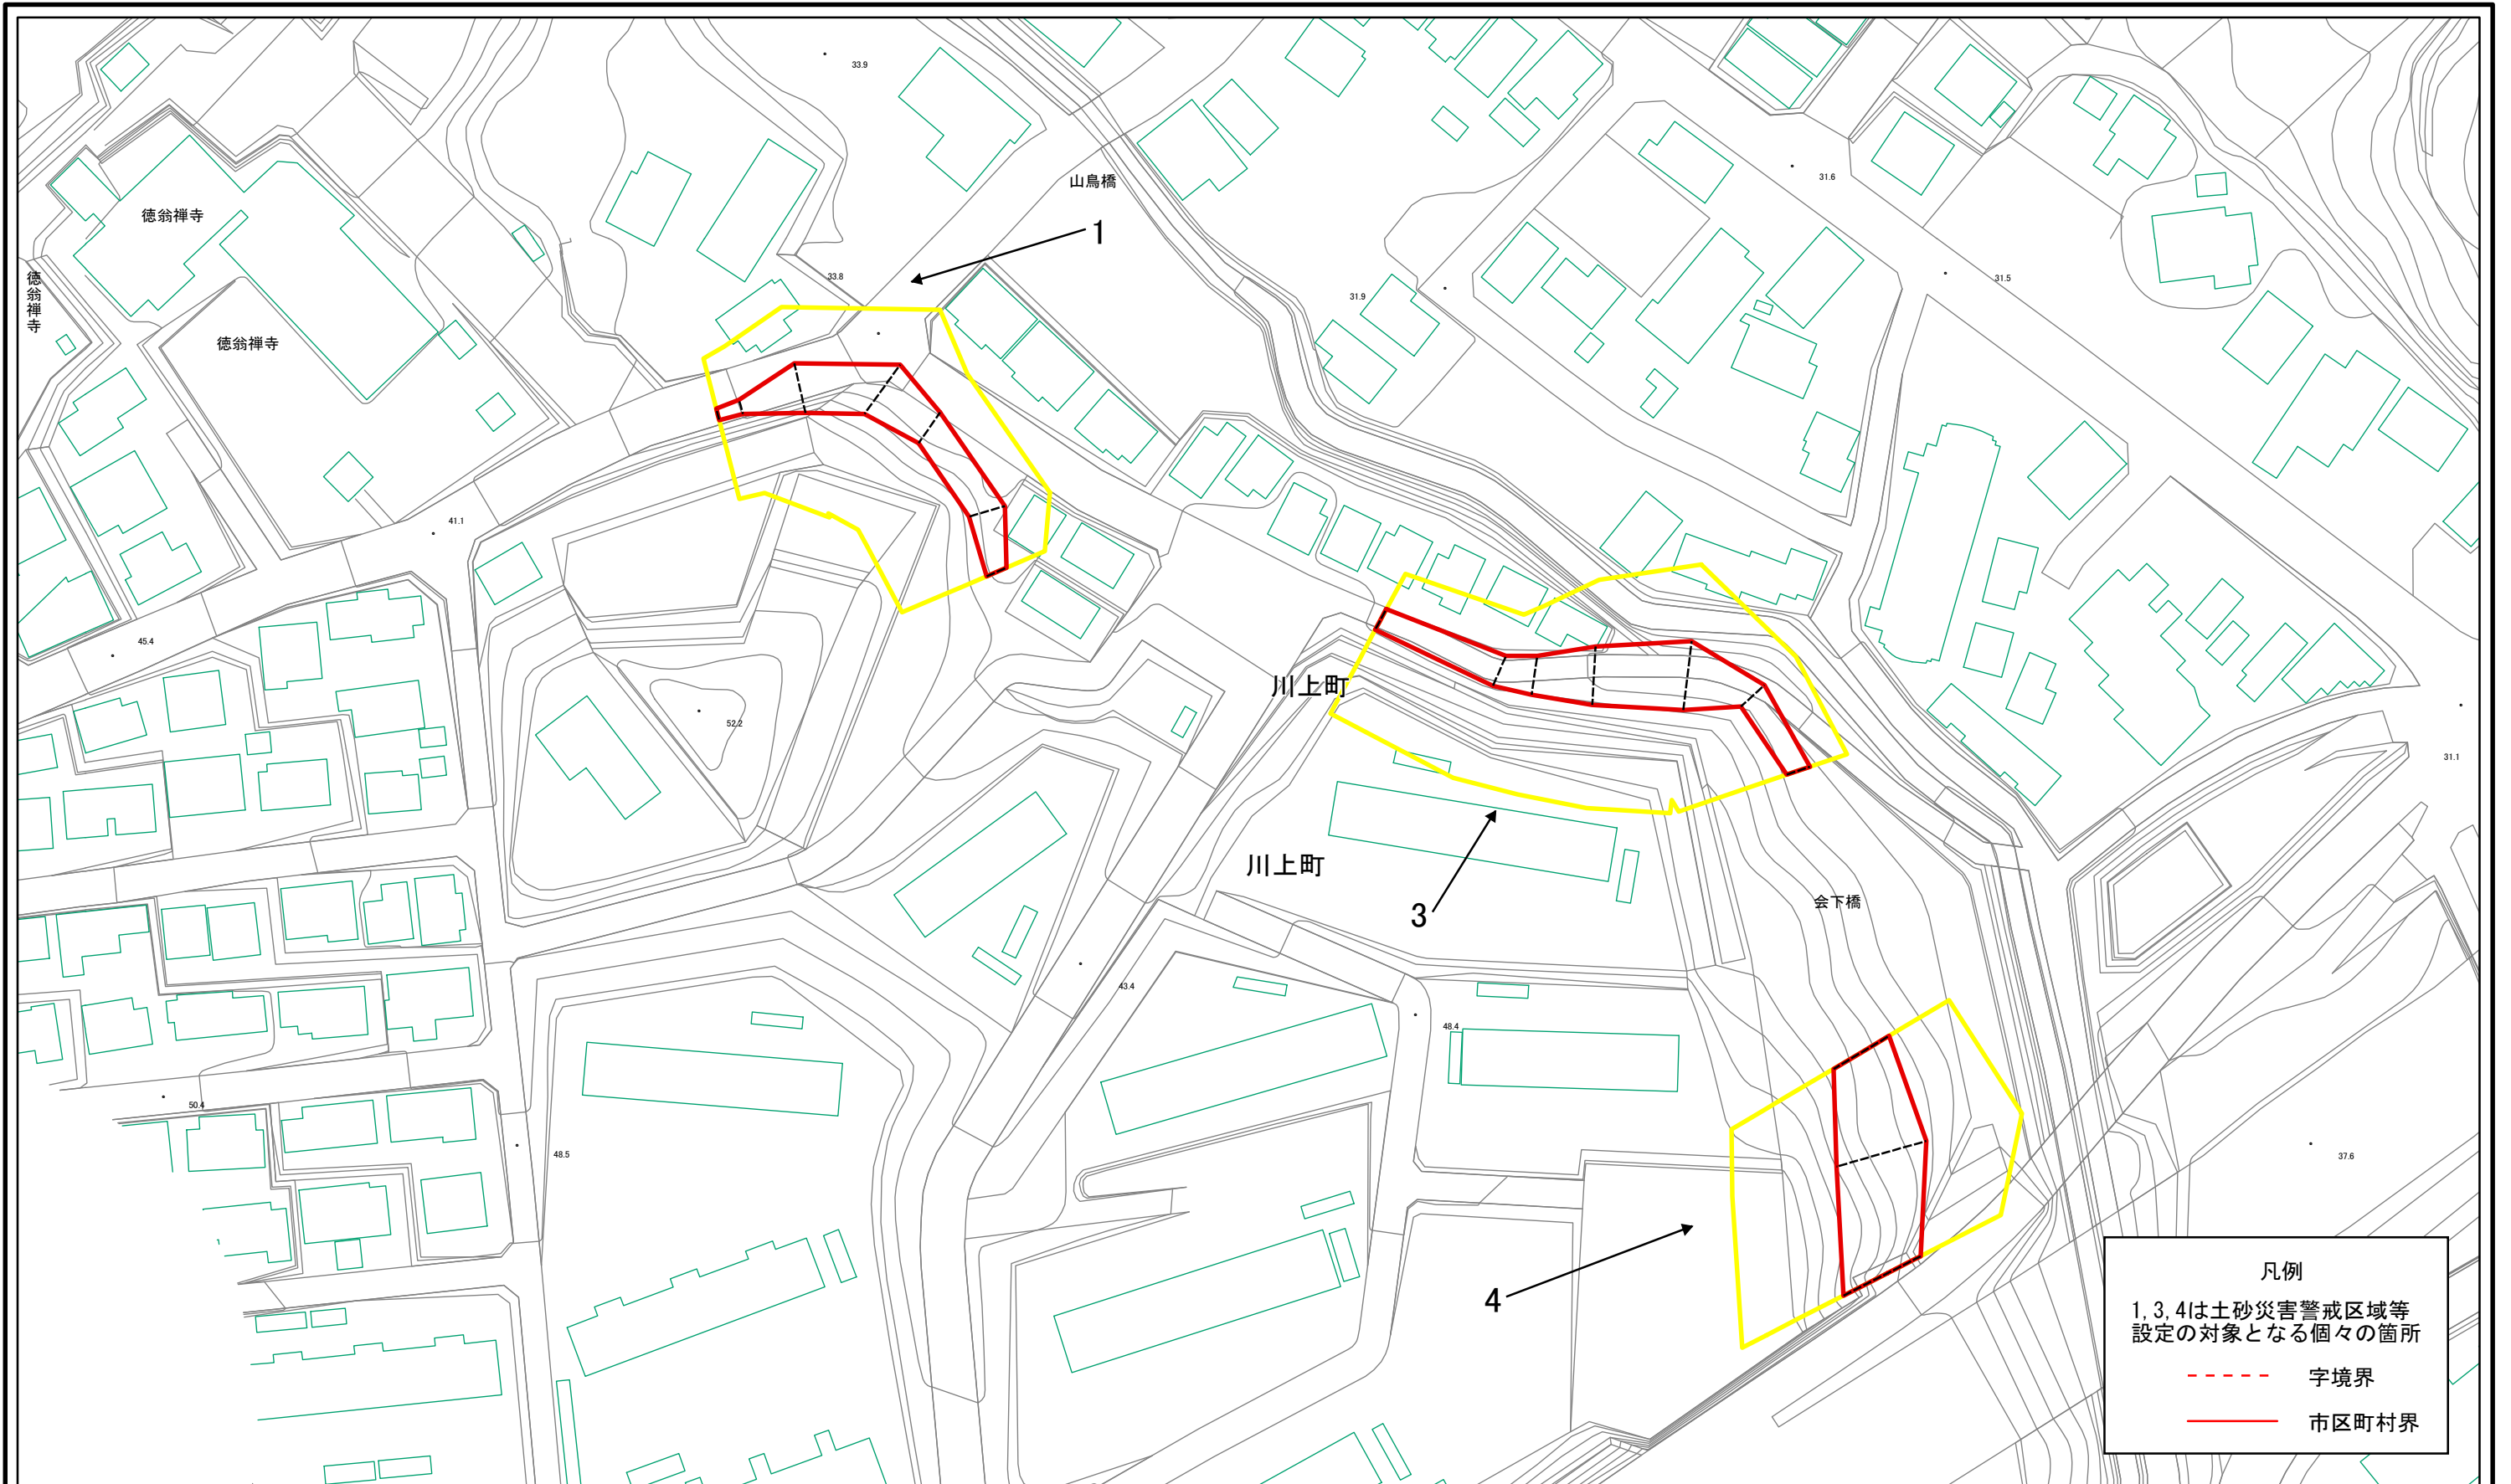 33.9
山鳥橋
31.6
徳翁禅寺
1
徳翁禅寺
33.8
31.5
31.9
徳翁禅寺
41.1
45.4
川上町
52.2
31.1
川上町
会下橋
3
43.4
48.4
50.4
48.5
37.6
4
凡例
1,3,4は土砂災害警戒区域等
設定の対象となる個々の箇所
字境界
市区町村界